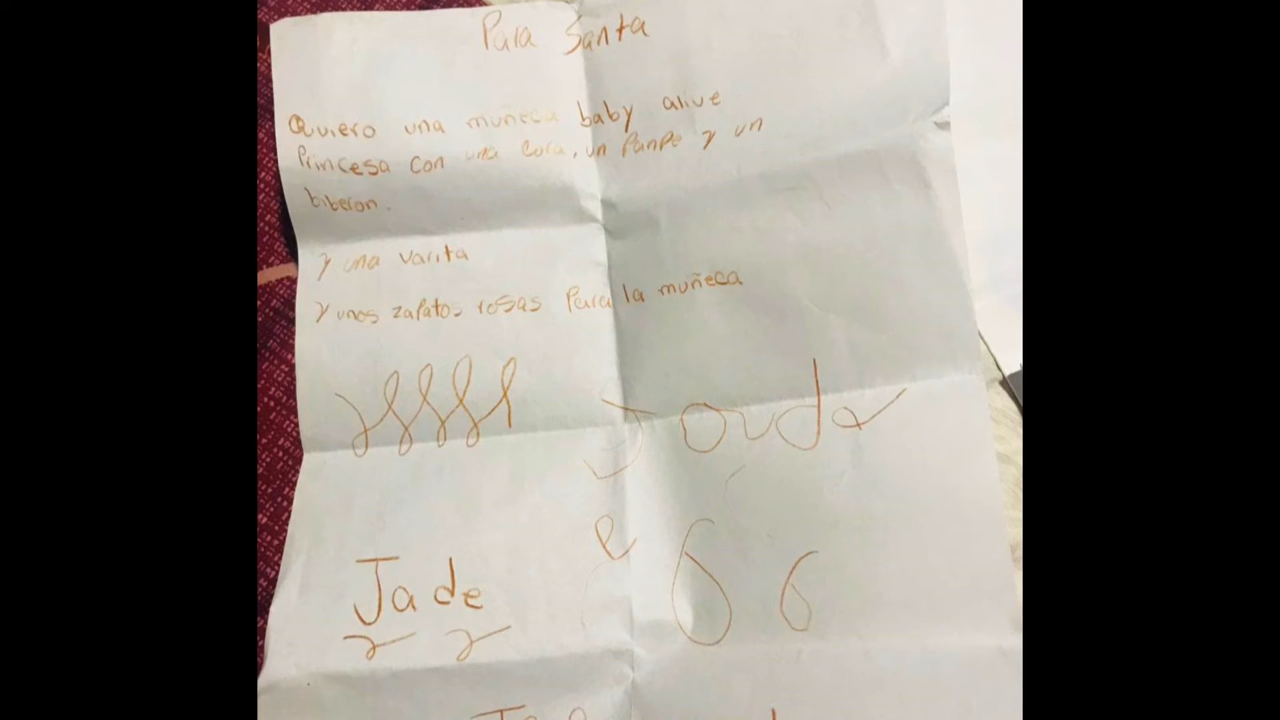 Para Santa
Quiero una muñeca baby alive
Princesa con una cora, un Panpe y un
biberon.
y una varita
y unos zapatos rosas Para la muñeca
Jade